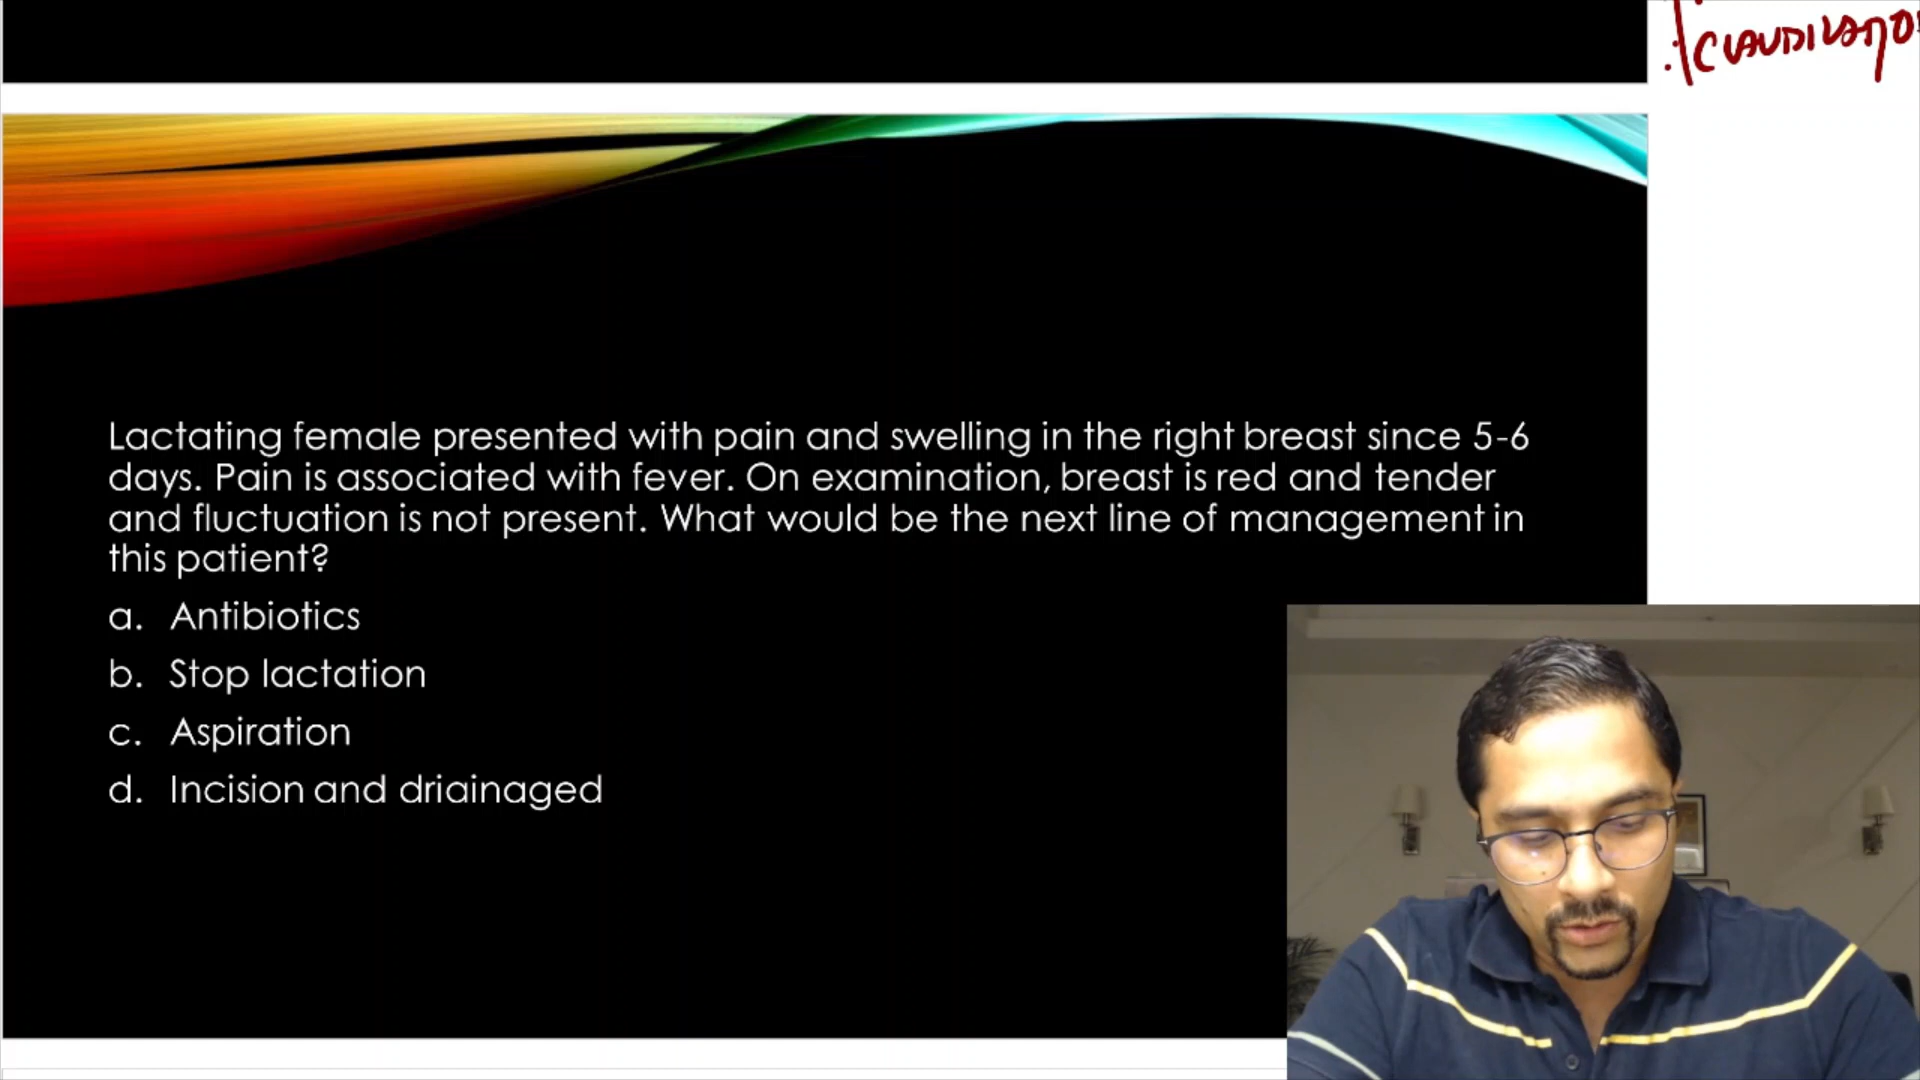 Lactating female presented with pain and swelling in the right breast since 5-6
days. Pain is associated with fever. On examination, breast is red and tender
and fluctuation is not present. What would be the next line of management in
this patient?
a. Antibiotics
b. Stop lactation
c. Aspiration
d. Incision and driainaged